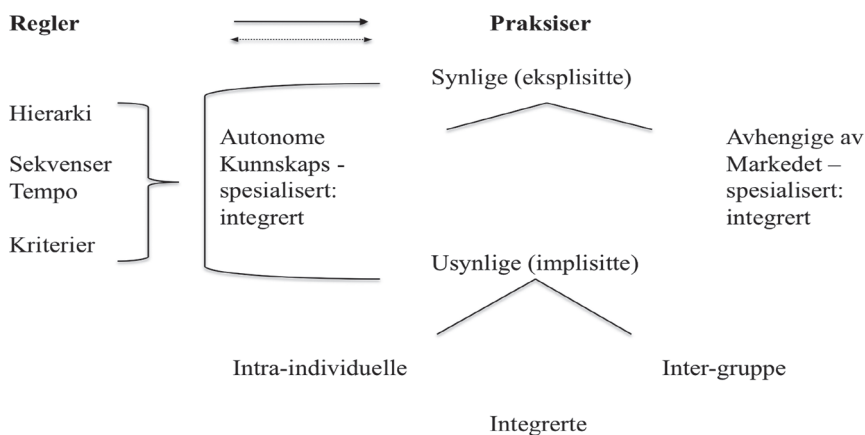 Regler
Praksiser
Synlige (eksplisitte)
Hierarki
Sekvenser
Tempo
Kriterier
Autonome
Kunnskaps -
spesialisert:
integrert
Avhengige av
Markedet –
spesialisert:
integrert
Usynlige (implisitte)
Intra-individuelle
Inter-gruppe
Integrerte